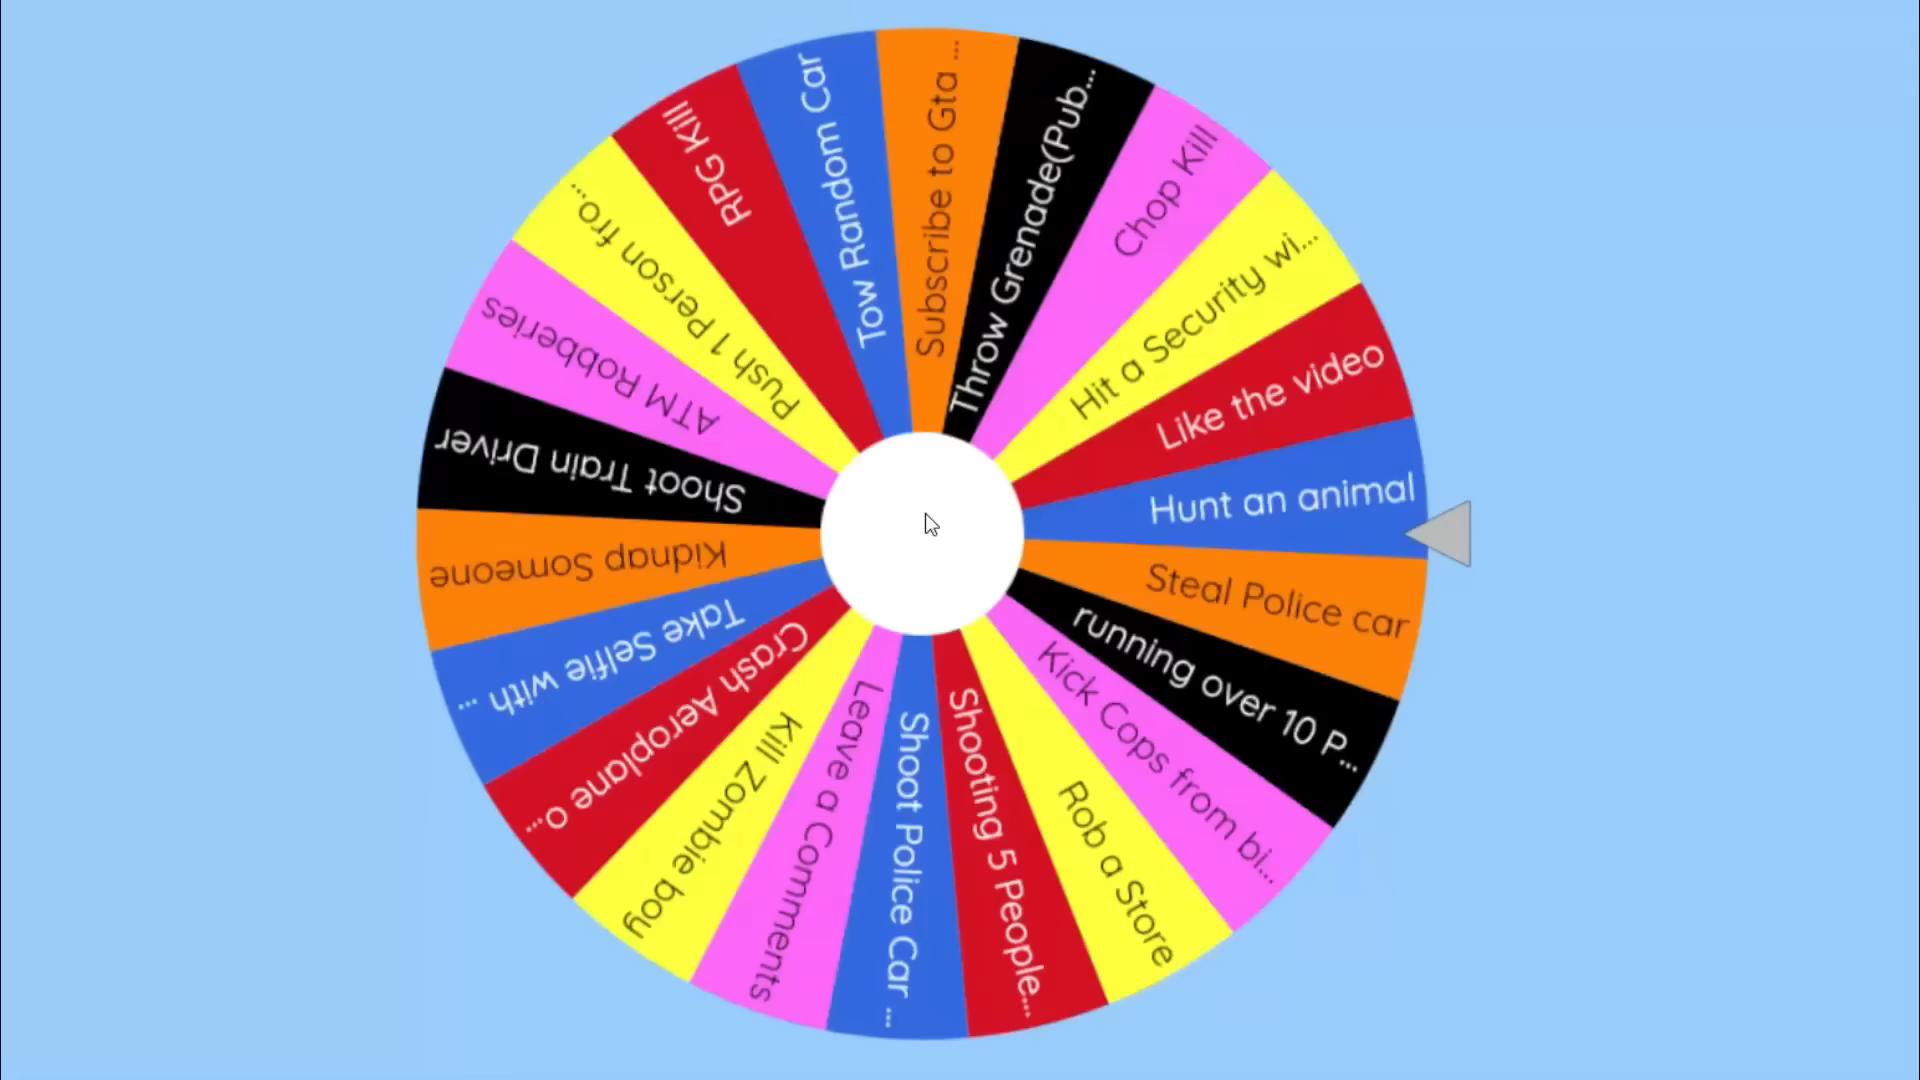 Subscribe to Gta ...
Throw Grenade(Pub...
Chop Kill
Hit a Security wi...
Like the video
Hunt an animal
Steal Police car
running over 10 P...
Kick Cops from bi...
Rob a Store
Shooting 5 People...
Shoot Police Car ...
Leave a Comments
Kill Zombie boy
Crash Aeroplane o...
Take Selfie with ...
Kidnap Someone
Shoot Train Driver
ATM Robberies
Push 1 Person fro...
RPG Kill
Tow Random Car